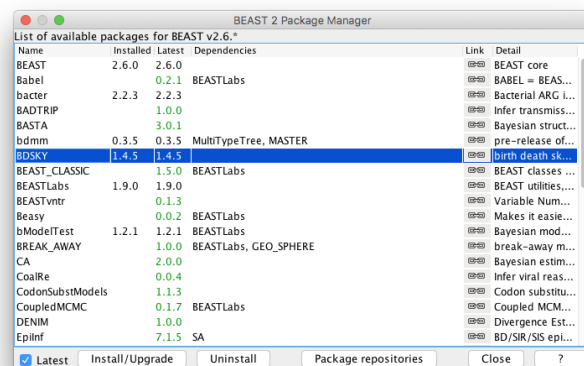 BEAST 2 Package Manager
List of available packages for BEAST v2.6.*
Name Installed Latest Dependencies Link Detail
BEAST 2.6.0 2.6.0 BEAST core
Babel 0.2.1 BEASTLabs BABEL = BEAS...
bacter 2.2.3 2.2.3 Bacterial ARG i...
BADTRIP 1.0.0 Infer transmiss...
BASTA 3.0.1 Bayesian struct...
bdmm 0.3.5 0.3.5 MultiTypeTree, MASTER pre-release of...
BDSKY 1.4.5 1.4.5 birth death sk...
BEAST_CLASSIC 1.5.0 BEASTLabs BEAST classes ...
BEASTLabs 1.9.0 1.9.0 BEAST utilities,...
BEASTvntr 0.1.3 Variable Num...
Beasy 0.0.2 BEASTLabs Makes it easie...
bModelTest 1.2.1 1.2.1 BEASTLabs Bayesian mod...
BREAK_AWAY 1.0.0 BEASTLabs, GEO_SPHERE break-away m...
CA 2.0.0 Bayesian estim...
CoalRe 0.0.4 Infer viral reas...
CodonSubstModels 1.1.3 Codon substitu...
CoupledMCMC 0.1.7 BEASTLabs Coupled MCM...
DENIM 1.0.0 Divergence Est...
EpiInf 7.1.5 SA BD/SIR/SIS epi...
Latest Install/Upgrade Uninstall Package repositories Close ?